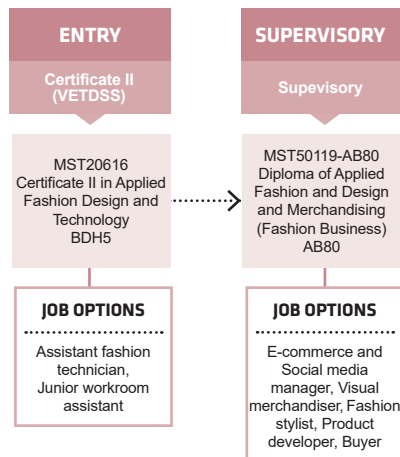 ENTRY
Certificate II
(VETDSS)
MST20616
Certificate II in Applied
Fashion Design and
Technology
BDH5
JOB OPTIONS
Assistant fashion
technician,
Junior workroom
assistant
SUPERVISORY
Supevisory
MST50119-AB80
Diploma of Applied
Fashion and Design
and Merchandising
(Fashion Business)
AB80
JOB OPTIONS
E-commerce and
Social media
manager, Visual
merchandiser, Fashion
stylist, Product
developer, Buyer